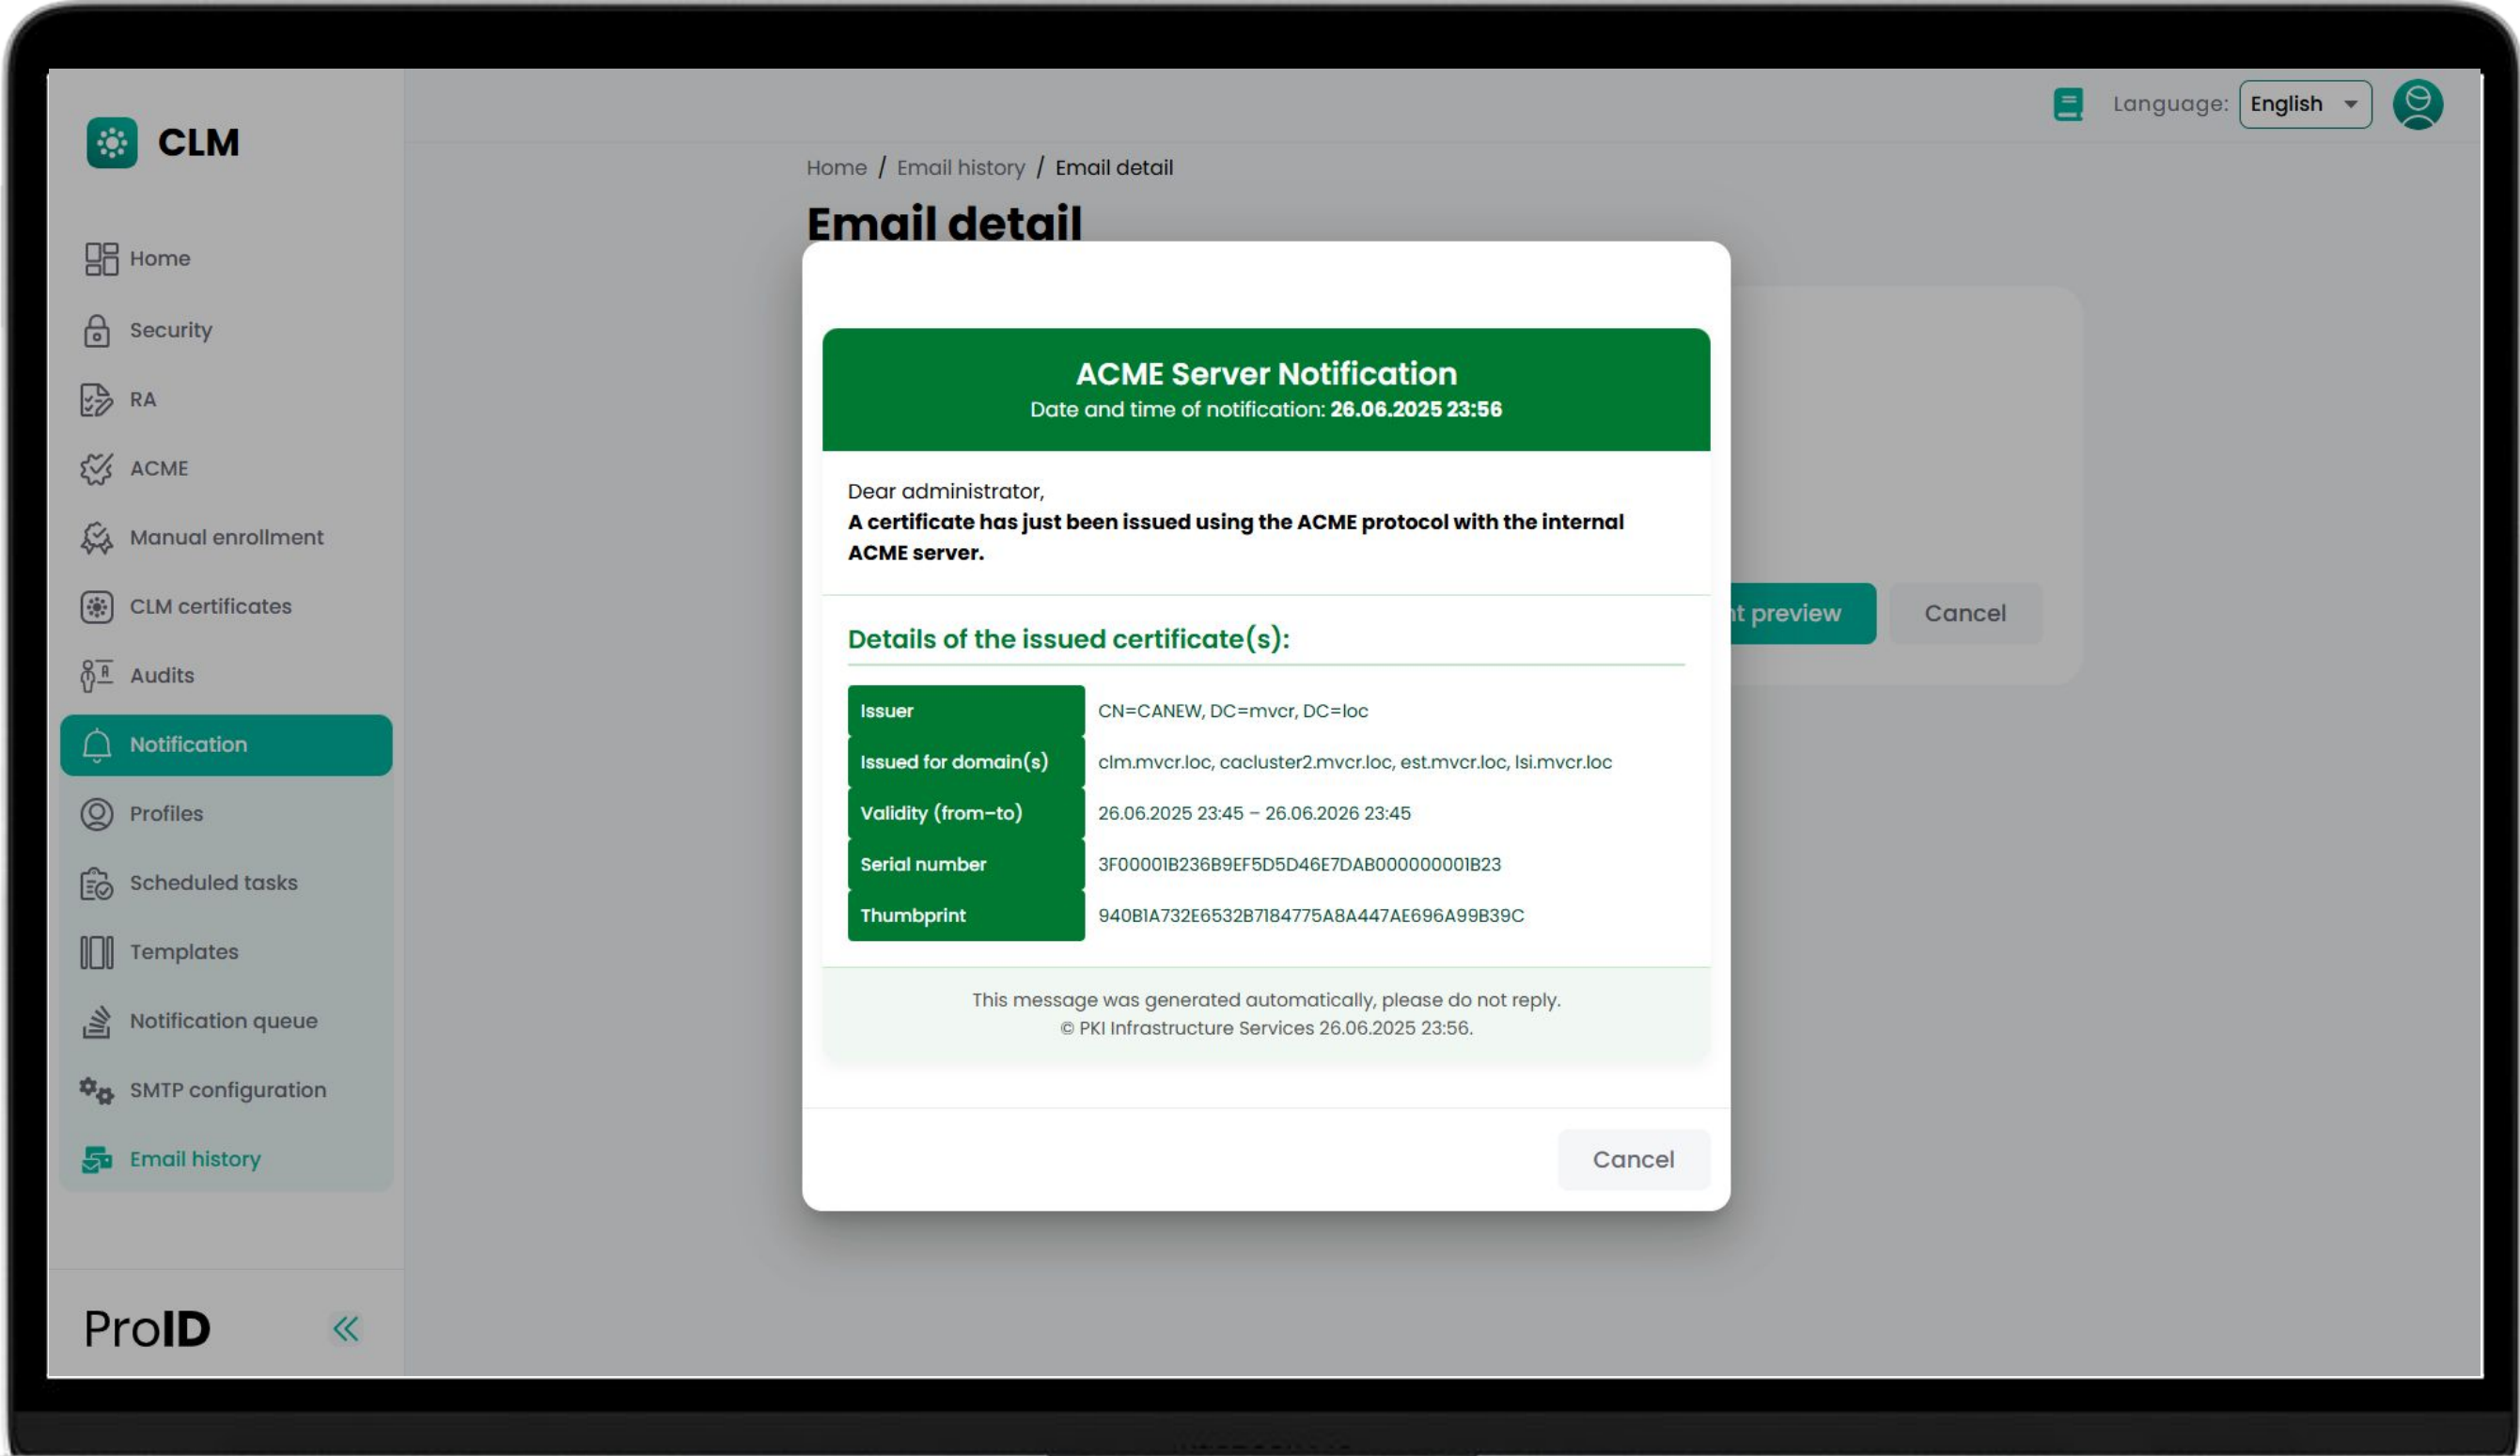 CLM
Home
Security
RA
ACME
Manual enrollment
CLM certificates
Audits
Notification
Profiles
Scheduled tasks
Templates
Notification queue
SMTP configuration
Email history
ProID
Language: English
Home / Email history / Email detail
Email detail
ACME Server Notification
Date and time of notification: 26.06.2025 23:56
Dear administrator,
A certificate has just been issued using the ACME protocol with the internal
ACME server.
Details of the issued certificate(s):
Issuer CN=CANEW, DC=mvcr, DC=loc
Issued for domain(s) clm.mvcr.loc, cacluster2.mvcr.loc, est.mvcr.loc, lsi.mvcr.loc
Validity (from–to) 26.06.2025 23:45 – 26.06.2026 23:45
Serial number 3F00001B236B9EF5D5D46E7DAB000000001B23
Thumbprint 940B1A732E6532B7184775A8A447AE696A99B39C
This message was generated automatically, please do not reply.
© PKI Infrastructure Services 26.06.2025 23:56.
Cancel
preview
Cancel